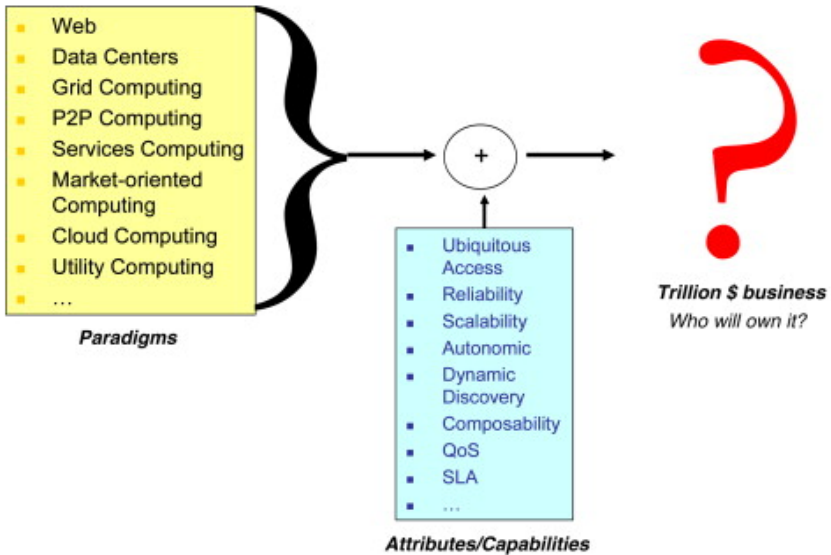 Web
Data Centers
Grid Computing
P2P Computing
Services Computing
Market-oriented
Computing
Cloud Computing
Utility Computing
...
Paradigms
+
Ubiquitous
Access
Reliability
Scalability
Autonomic
Dynamic
Discovery
Composability
QoS
SLA
...
Attributes/Capabilities
?
Trillion $ business
Who will own it?